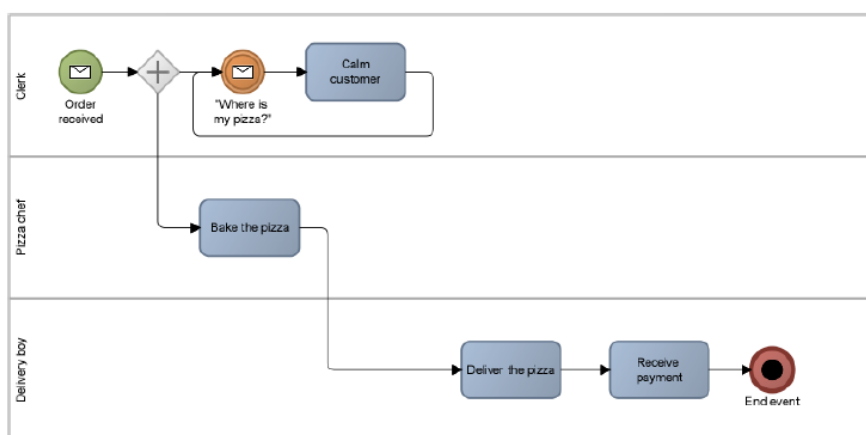 Clerk
Order
received
"Where is
my pizza?"
Calm
customer
Pizza chef
Bake the pizza
Delivery boy
Deliver the pizza
Receive
payment
End event